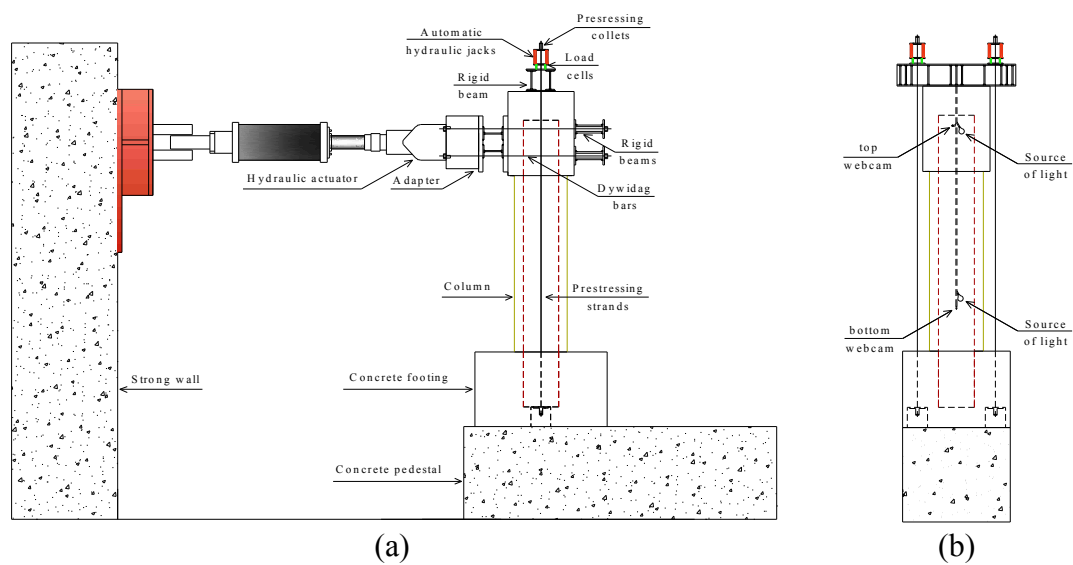 Presressing
collets
Automatic
hydraulic jacks
Load
cells
Rigid
beam
Rigid
beams
Hydraulic actuator
Adapter
Dywidag
bars
Column
Prestressing
strands
Concrete footing
Strong wall
Concrete pedestal
(a)
top
webcam
Source
of light
bottom
webcam
Source
of light
(b)